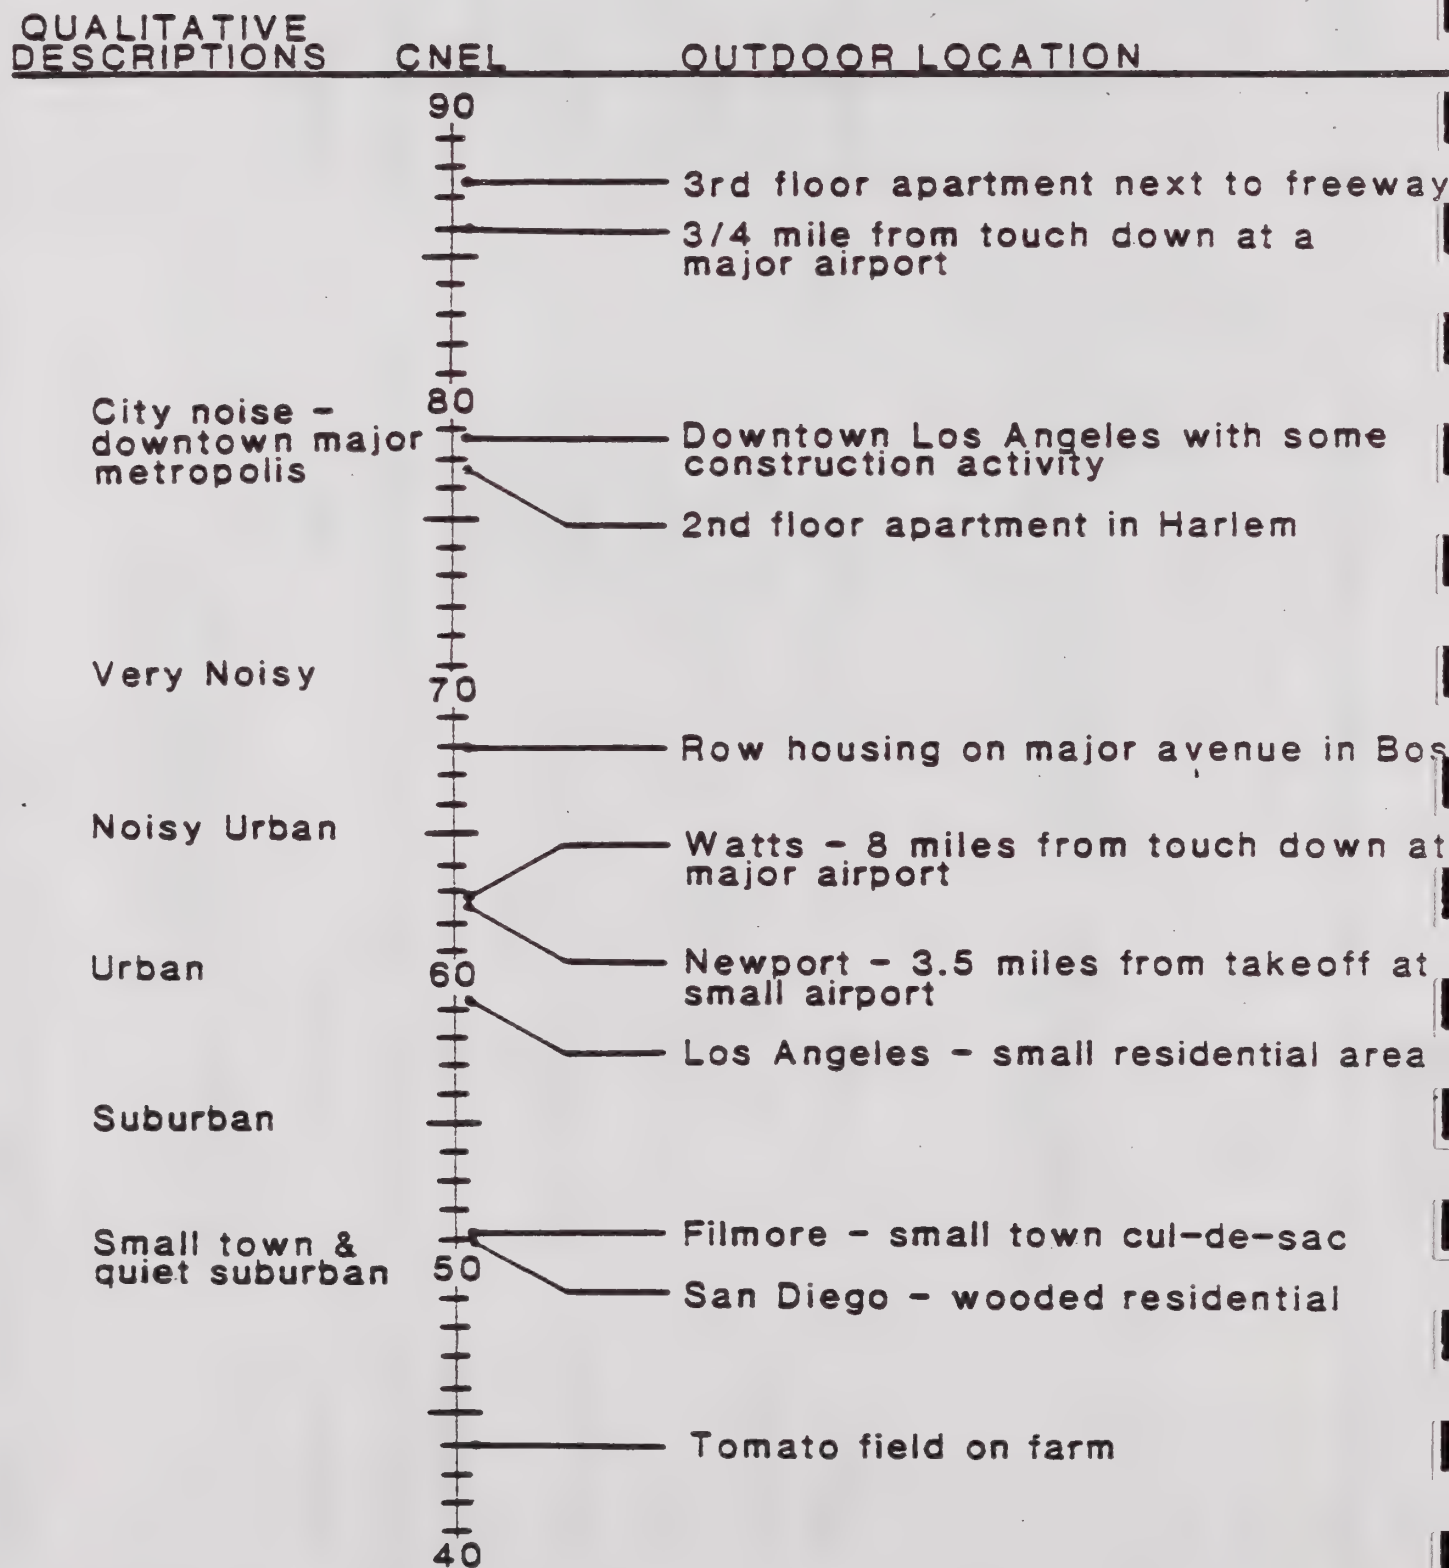 QUALITATIVE
DESCRIPTIONS CNEL OUTDOOR LOCATION
90
3rd floor apartment next to freeway
3/4 mile from touch down at a
major airport
80
City noise -
downtown major
metropolis
Downtown Los Angeles with some
construction activity
2nd floor apartment in Harlem
Very Noisy
70
Row housing on major avenue in Bos
Noisy Urban
Watts - 8 miles from touch down at
major airport
Urban
60
Newport - 3.5 miles from takeoff at
small airport
Los Angeles - small residential area
Suburban
Small town &
quiet suburban
50
Filmore - small town cul-de-sac
San Diego - wooded residential
Tomato field on farm
40